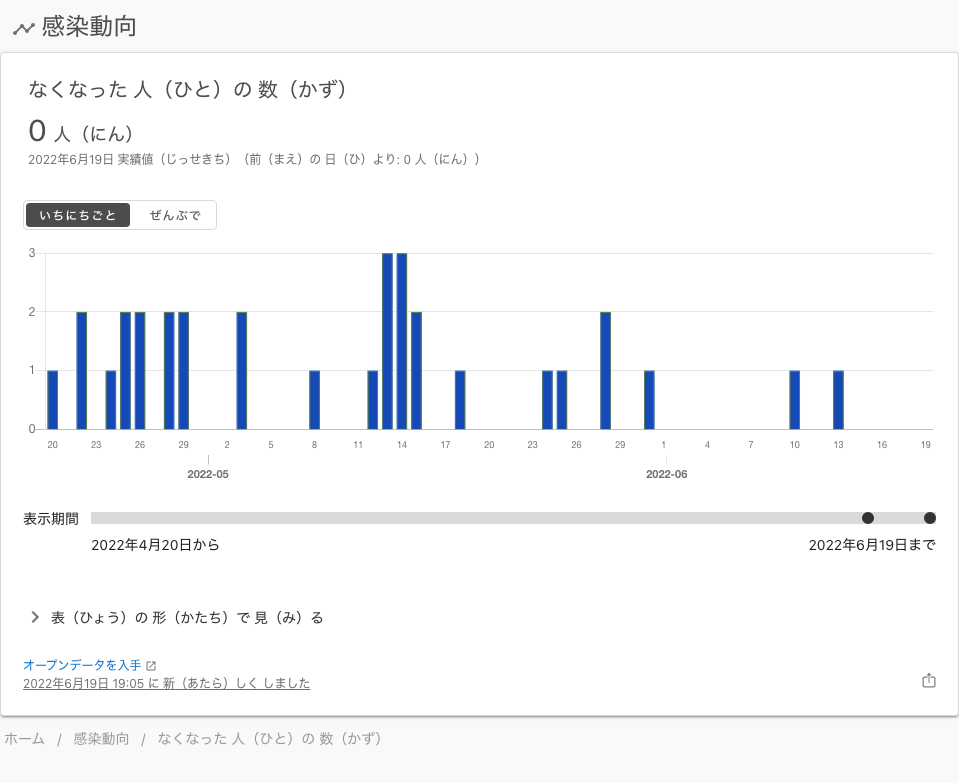 感染動向
なくなった 人（ひと）の 数（かず）
0 人（にん）
2022年6月19日 実績値（じっせきち）（前（まえ）の 日（ひ）より: 0 人（にん））
いちにちごと ぜんぶで
3
2
1
0
20 23 26 29 2 5 8 11 14 17 20 23 26 29 1 4 7 10 13 16 19
2022-05 2022-06
表示期間
2022年4月20日から 2022年6月19日まで
表（ひょう）の 形（かたち）で 見（み）る
オープンデータを入手
2022年6月19日 19:05 に 新（あたら）しく しました
ホーム / 感染動向 / なくなった 人（ひと）の 数（かず）